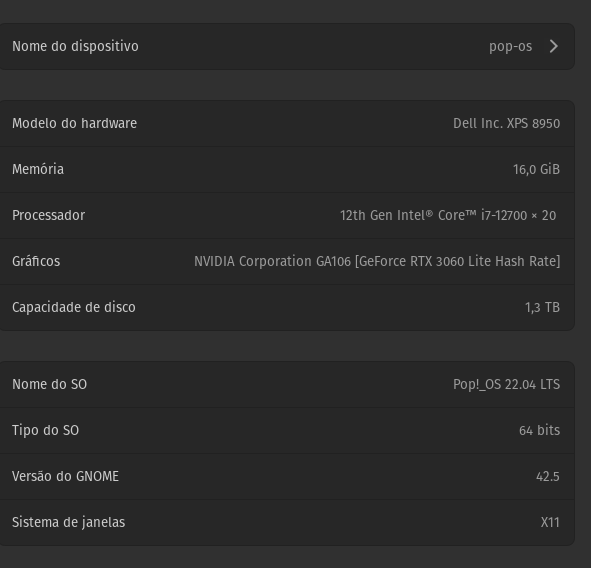 Nome do dispositivo pop-os
Modelo do hardware Dell Inc. XPS 8950
Memória 16,0 GiB
Processador 12th Gen Intel® Core™ i7-12700 × 20
Gráficos NVIDIA Corporation GA106 [GeForce RTX 3060 Lite Hash Rate]
Capacidade de disco 1,3 TB
Nome do SO Pop!_OS 22.04 LTS
Tipo do SO 64 bits
Versão do GNOME 42.5
Sistema de janelas X11